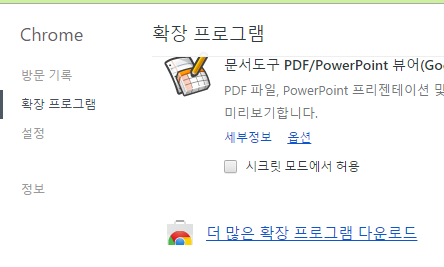 Chrome
확장 프로그램
방문 기록
확장 프로그램
설정
정보
문서도구 PDF/PowerPoint 뷰어(Goo
PDF 파일, PowerPoint 프리젠테이션 및
미리보기합니다.
세부정보 옵션
시크릿 모드에서 허용
더 많은 확장 프로그램 다운로드